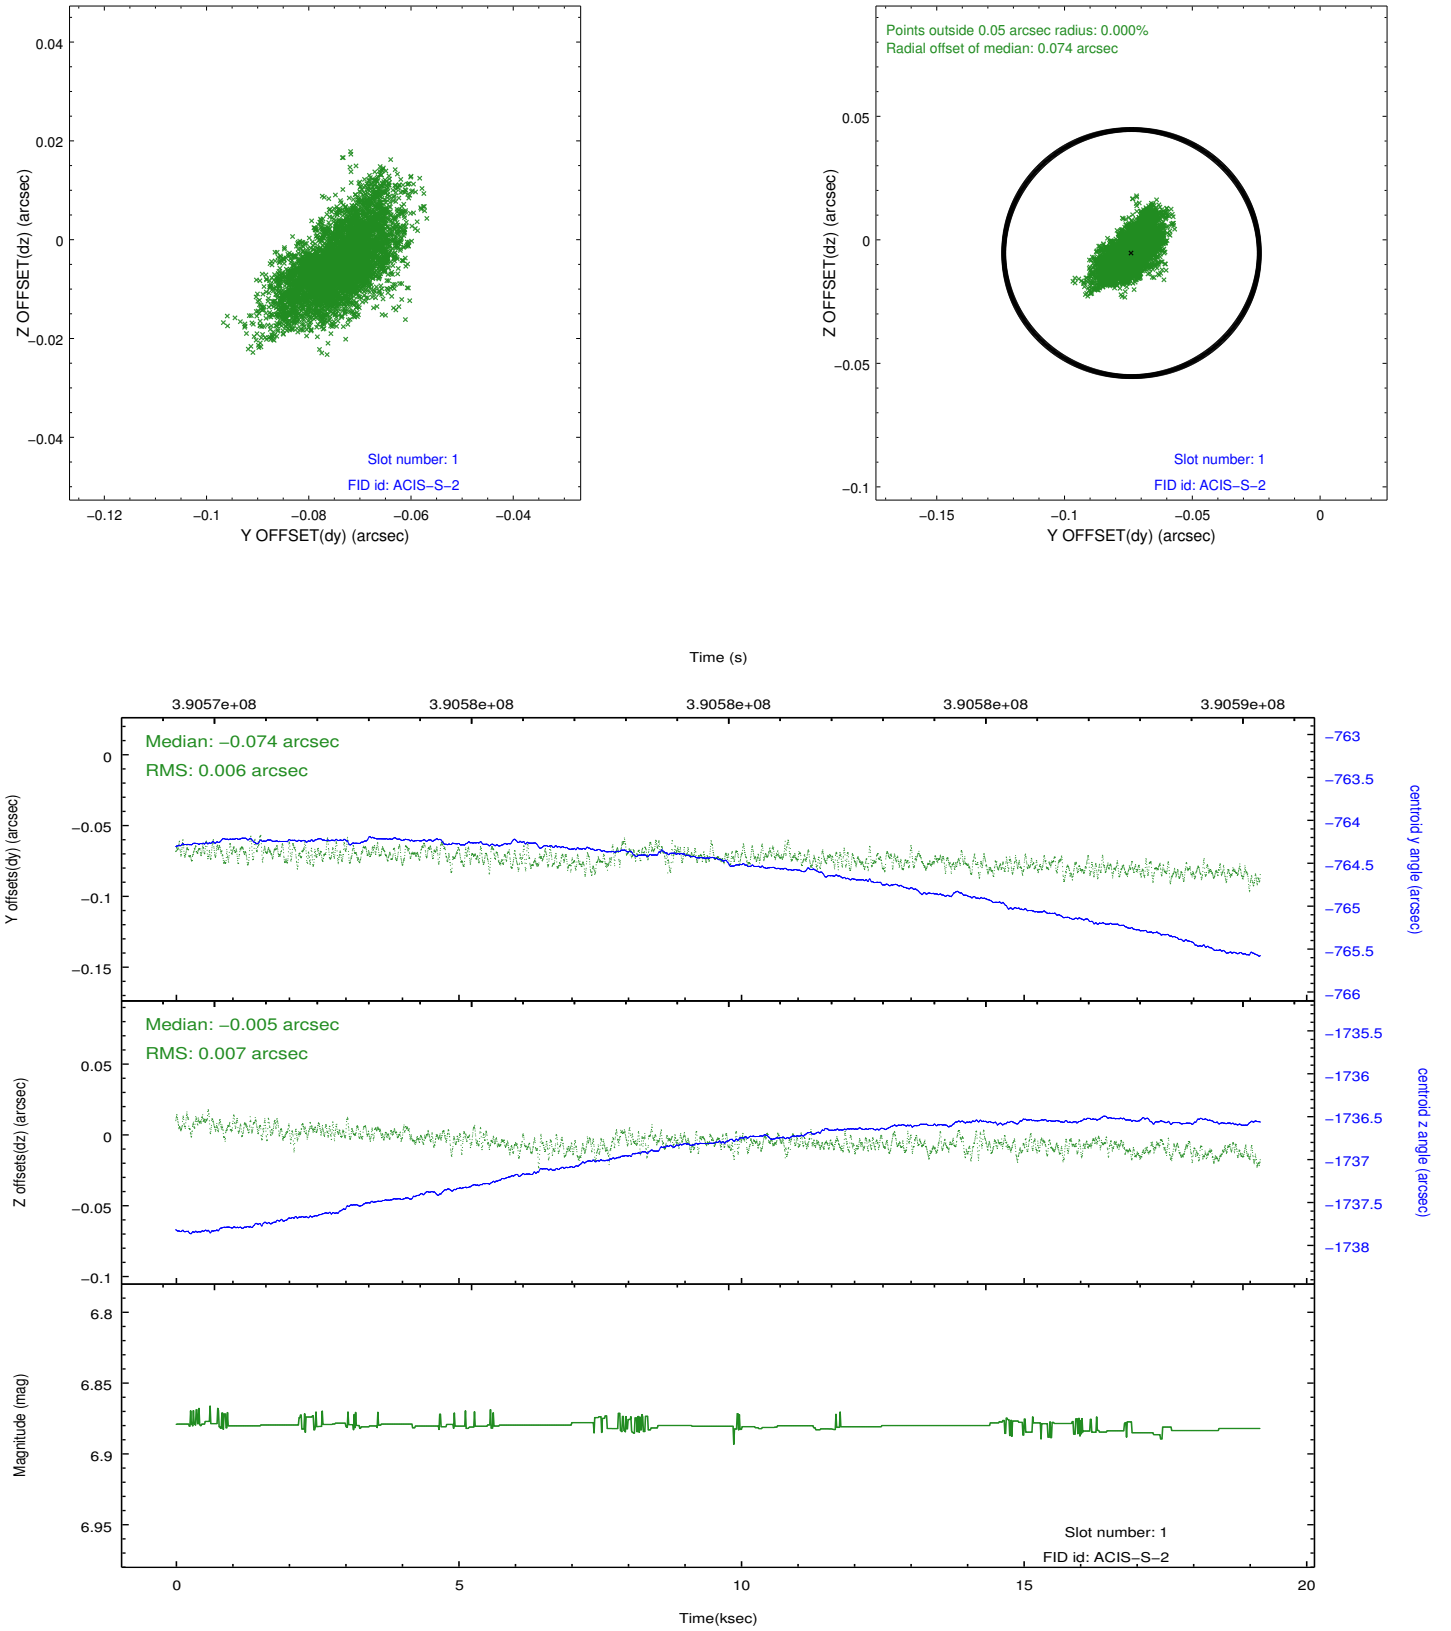 0.04
0.02
0
−0.02
−0.04
Z OFFSET(dz) (arcsec)
Slot number: 1
FID id: ACIS−S−2
−0.12
−0.1
−0.08
−0.06
−0.04
Y OFFSET(dy) (arcsec)
Points outside 0.05 arcsec radius: 0.000%
Radial offset of median: 0.074 arcsec
0.05
0
−0.05
−0.1
Z OFFSET(dz) (arcsec)
Slot number: 1
FID id: ACIS−S−2
−0.15
−0.1
−0.05
0
Y OFFSET(dy) (arcsec)
Time (s)
3.9057e+08
3.9058e+08
3.9058e+08
3.9058e+08
3.9059e+08
Median: −0.074 arcsec
RMS: 0.006 arcsec
0
−0.05
−0.1
−0.15
Y offsets(dy) (arcsec)
−763
−763.5
−764
−764.5
−765
−765.5
−766
centroid y angle (arcsec)
Median: −0.005 arcsec
RMS: 0.007 arcsec
0.05
0
−0.05
−0.1
Z offsets(dz) (arcsec)
−1735.5
−1736
−1736.5
−1737
−1737.5
−1738
centroid z angle (arcsec)
6.8
6.85
6.9
6.95
Magnitude (mag)
Slot number: 1
FID id: ACIS−S−2
0
5
10
15
20
Time(ksec)